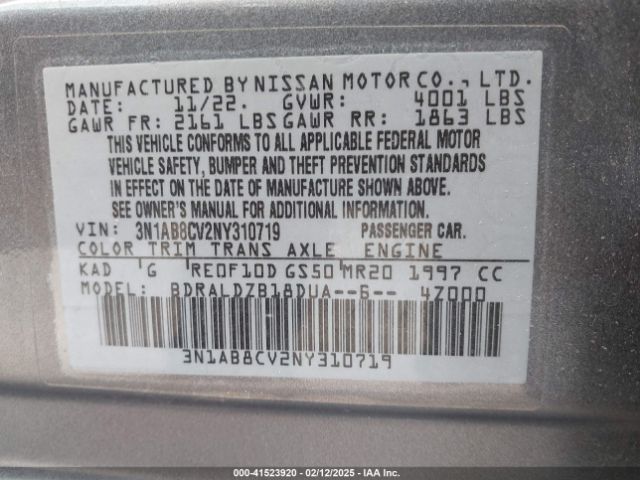 MANUFACTURED BY NISSAN MOTOR CO., LTD.
DATE: 11/22. GVWR: 4001 LBS
GAWR FR: 2161 LBS GAWR RR: 1863 LBS
THIS VEHICLE CONFORMS TO ALL APPLICABLE FEDERAL MOTOR
VEHICLE SAFETY, BUMPER AND THEFT PREVENTION STANDARDS
IN EFFECT ON THE DATE OF MANUFACTURE SHOWN ABOVE.
SEE OWNER'S MANUAL FOR ADDITIONAL INFORMATION.
VIN: 3N1AB8CV2NY310719 PASSENGER CAR.
COLOR TRIM TRANS AXLE ENGINE
KAD G RE0F10D GS50 MR20 1997 CC
MODEL: BDRALDZB18DUA--6-- 4Z000
3N1AB8CV2NY310719
000-41523920 - 02/12/2025 - IAA Inc.